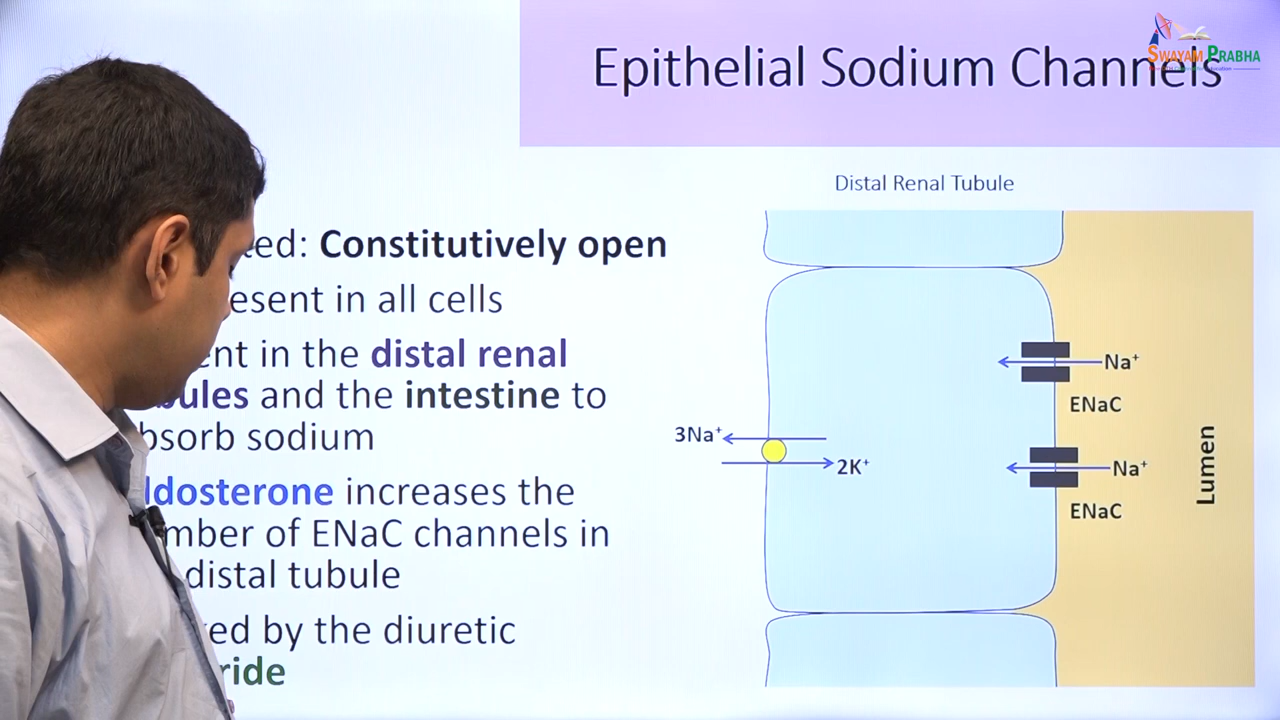 SWAYAM PRABHA
Epithelial Sodium Channels
Distal Renal Tubule
ed: Constitutively open
esent in all cells
ent in the distal renal
bules and the intestine to
bsorb sodium
ldosterone increases the
mber of ENaC channels in
distal tubule
ed by the diuretic
ride
Na⁺
ENaC
3Na⁺
2K⁺
Na⁺
ENaC
Lumen